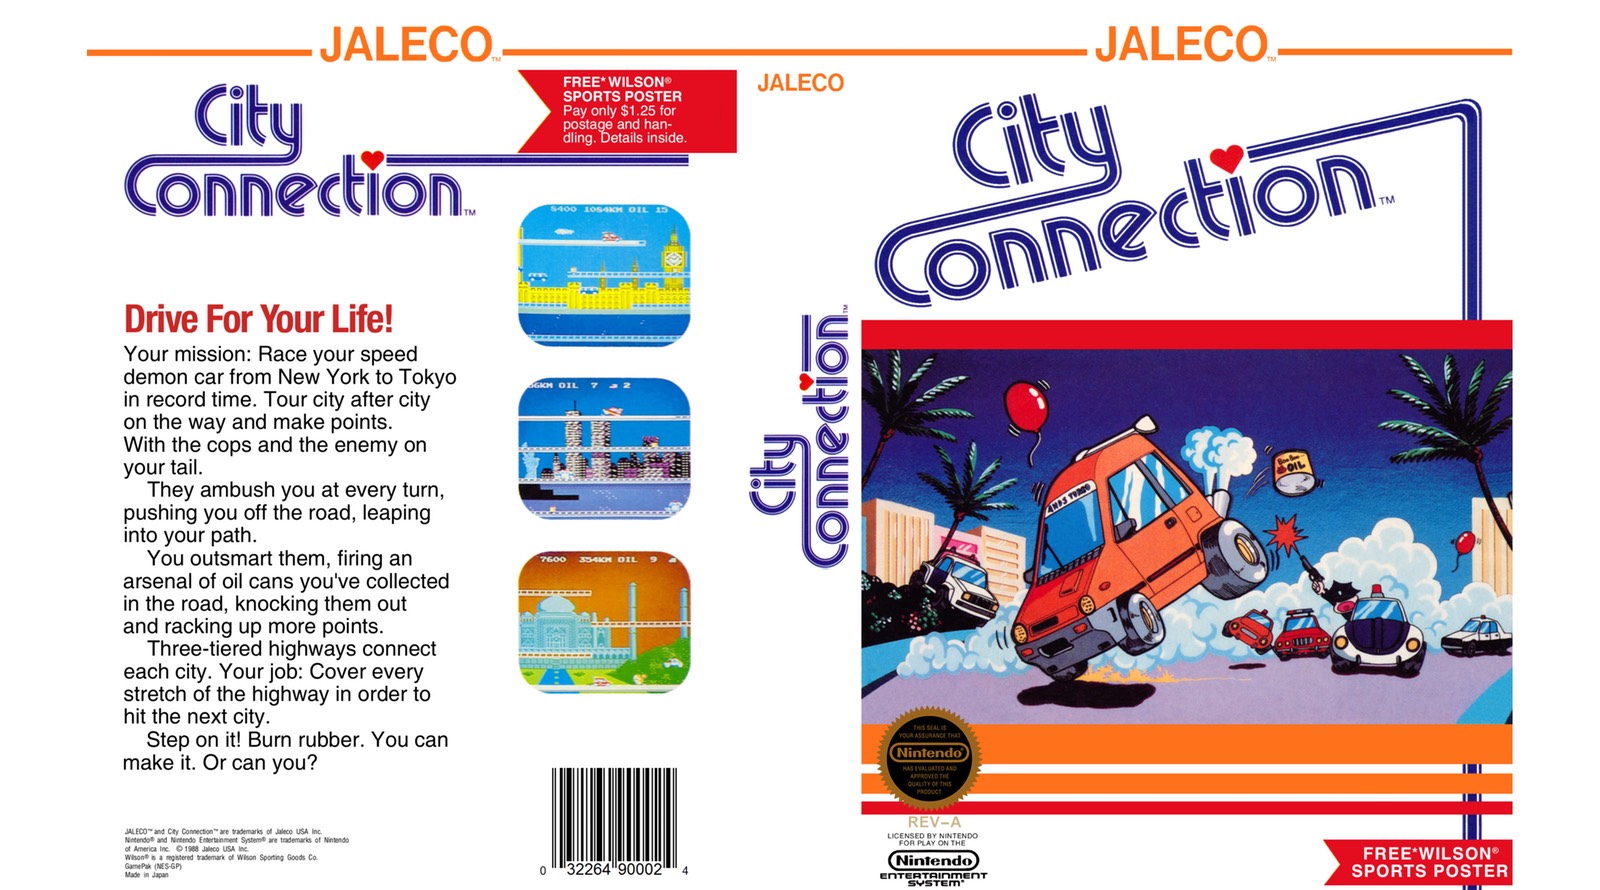 JALECO™
City
Connection™
FREE* WILSON®
SPORTS POSTER
Pay only $1.25 for
postage and han-
dling. Details inside.
Drive For Your Life!
Your mission: Race your speed
demon car from New York to Tokyo
in record time. Tour city after city
on the way and make points.
With the cops and the enemy on
your tail.
They ambush you at every turn,
pushing you off the road, leaping
into your path.
You outsmart them, firing an
arsenal of oil cans you've collected
in the road, knocking them out
and racking up more points.
Three-tiered highways connect
each city. Your job: Cover every
stretch of the highway in order to
hit the next city.
Step on it! Burn rubber. You can
make it. Or can you?
5400 1084KM OIL 15
6KM OIL 7 2
7600 354KM OIL 9
JALECO™ and City Connection™ are trademarks of Jaleco USA Inc.
Nintendo® and Nintendo Entertainment System® are trademarks of Nintendo
of America Inc. © 1988 Jaleco USA Inc.
Wilson® is a registered trademark of Wilson Sporting Goods Co.
GamePak (NES-GP)
Made in Japan
0 32264 90002 4
JALECO
City
Connection™
JALECO™
City
Connection™
OIL
THIS SEAL IS
YOUR ASSURANCE THAT
Nintendo®
HAS EVALUATED AND
APPROVED THE
QUALITY OF THIS
PRODUCT
REV-A
LICENSED BY NINTENDO
FOR PLAY ON THE
Nintendo
ENTERTAINMENT
SYSTEM®
FREE*WILSON®
SPORTS POSTER